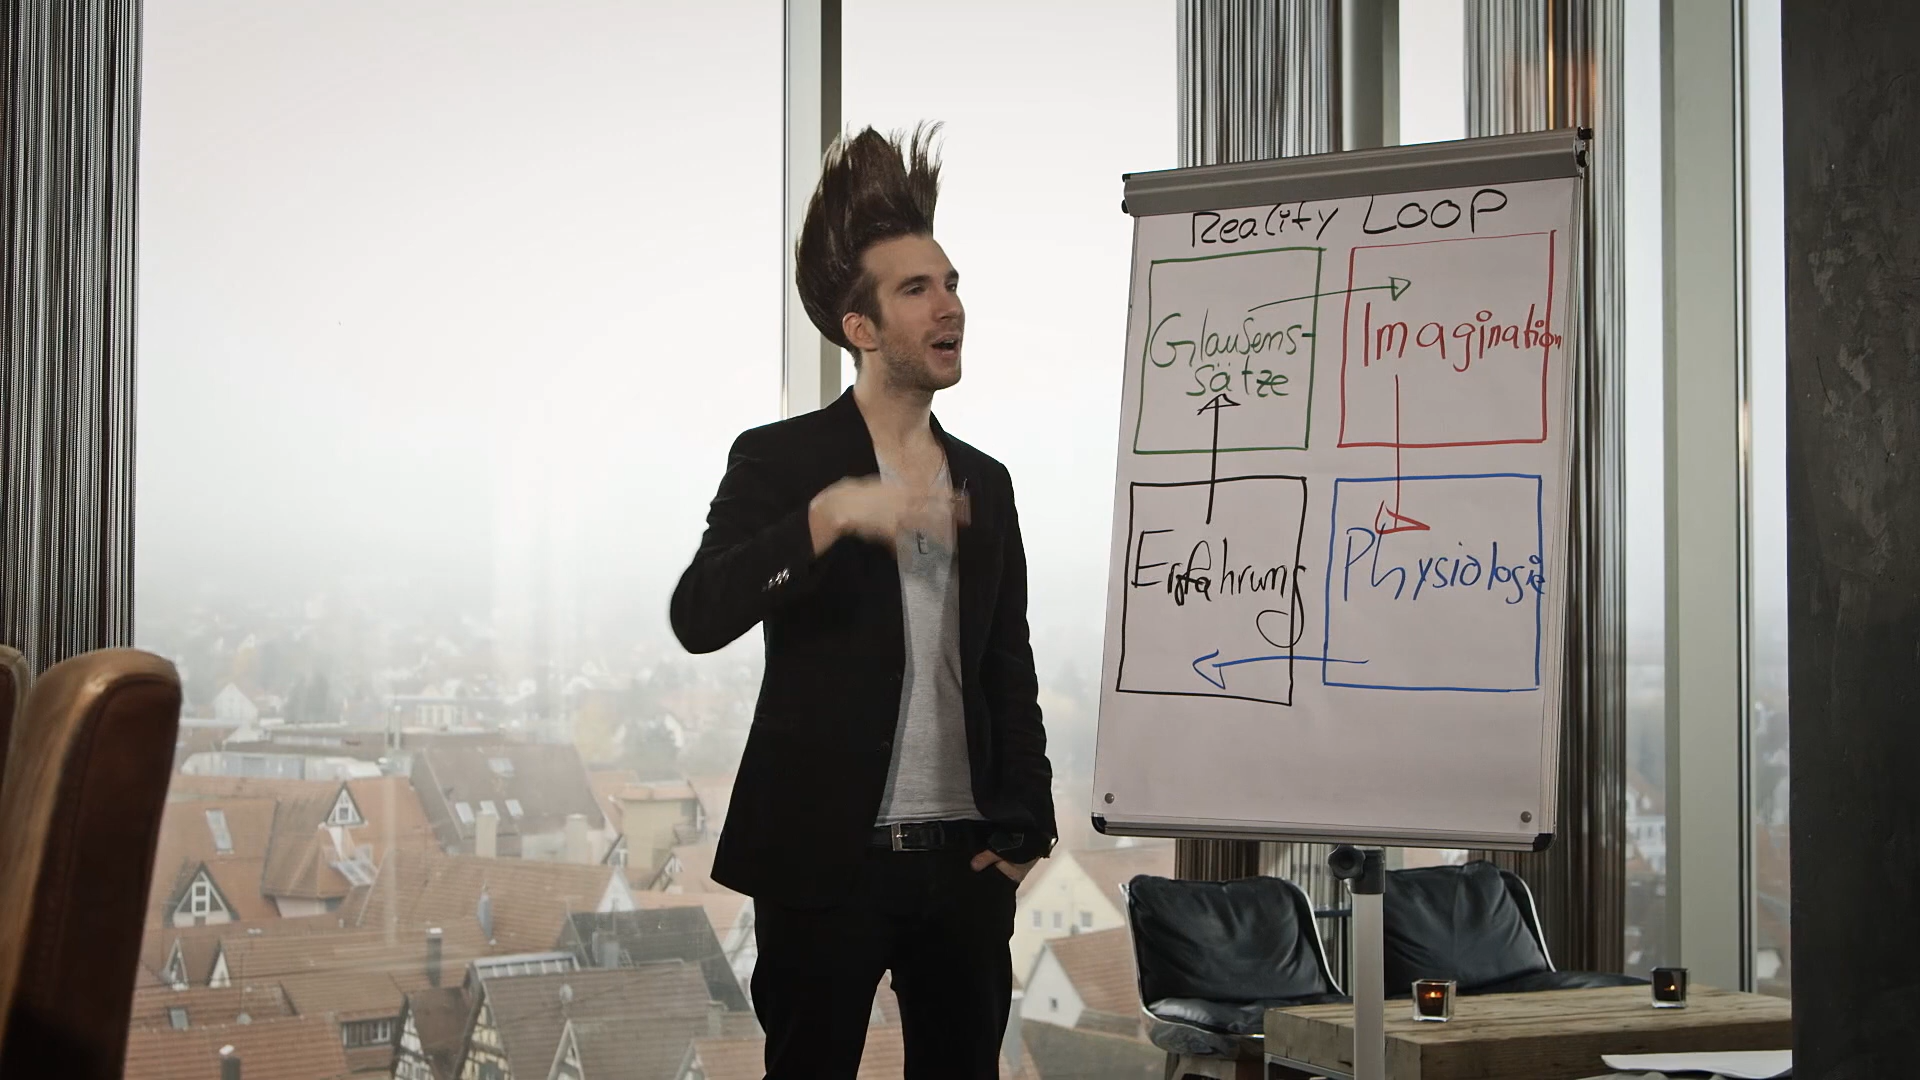 Reality LOOP
Glaubens-
sätze
Imagination
Erfahrung
Physiologie